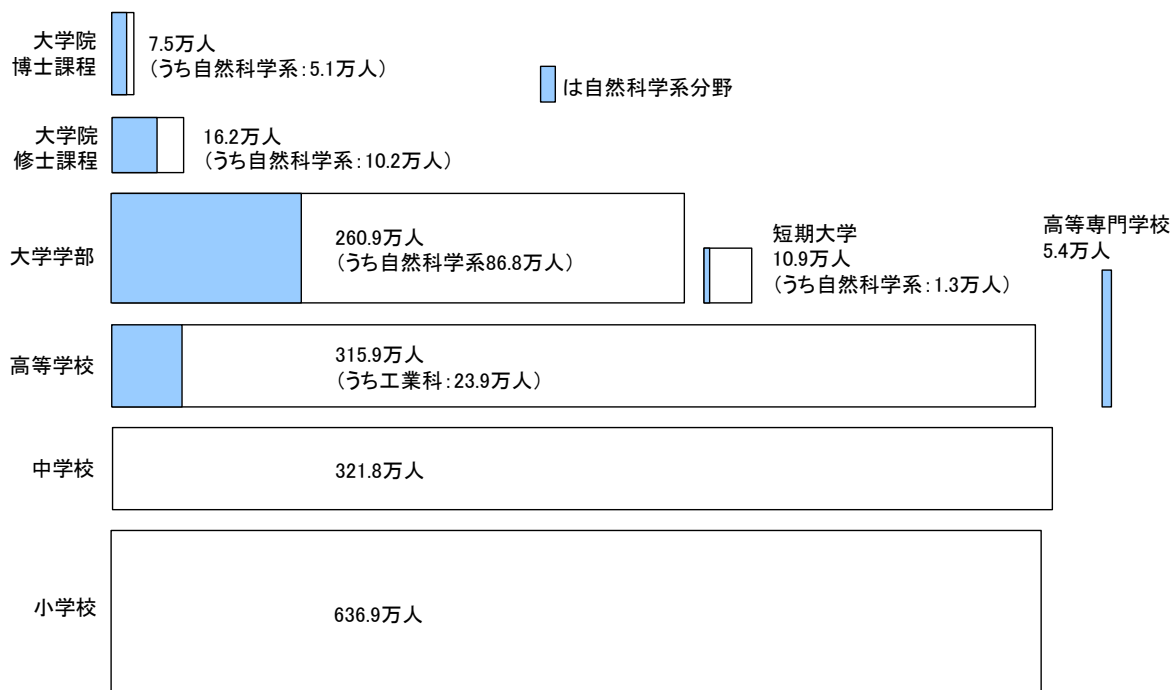 大学院
博士課程
7.5万人
（うち自然科学系：5.1万人）
は自然科学系分野
大学院
修士課程
16.2万人
（うち自然科学系：10.2万人）
大学学部
260.9万人
（うち自然科学系86.8万人）
短期大学
10.9万人
（うち自然科学系：1.3万人）
高等専門学校
5.4万人
高等学校
315.9万人
（うち工業科：23.9万人）
中学校
321.8万人
小学校
636.9万人